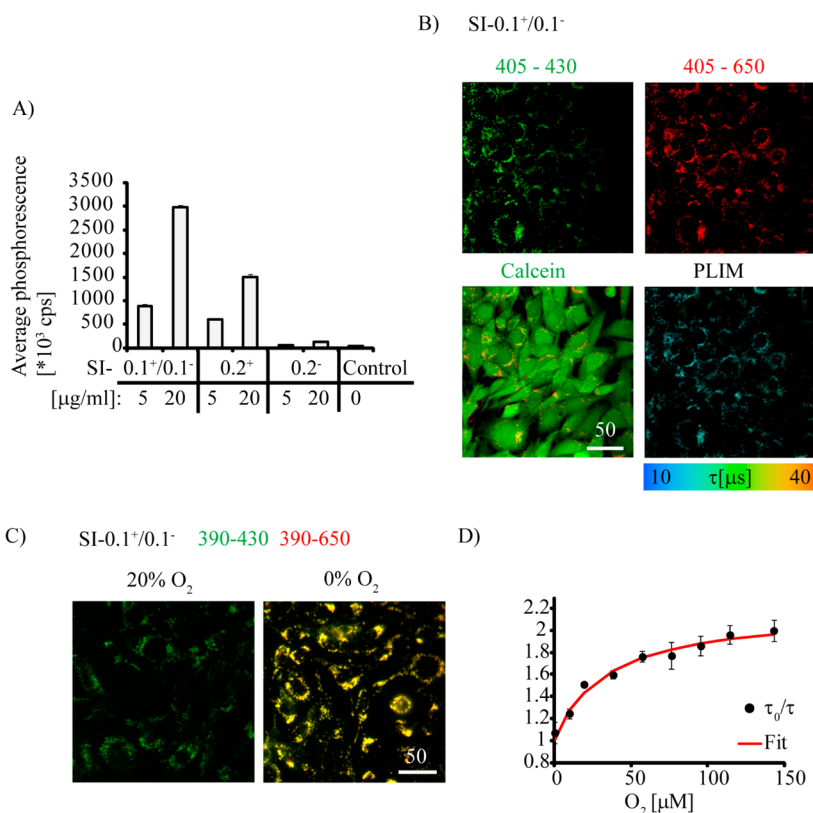 A)
Average phosphorescence
[*10³ cps]
3500
3000
2500
2000
1500
1000
500
0
SI- 0.1⁺/0.1⁻ 0.2⁺ 0.2⁻ Control
[μg/ml]: 5 20 5 20 5 20 0
B) SI-0.1⁺/0.1⁻
405 - 430 405 - 650
Calcein PLIM
50
10 τ[μs] 40
C) SI-0.1⁺/0.1⁻ 390-430 390-650
20% O₂ 0% O₂
50
D)
2.2
2
1.8
1.6
1.4
1.2
1
0.8
τ₀/τ
Fit
0 50 100 150
O₂ [μM]